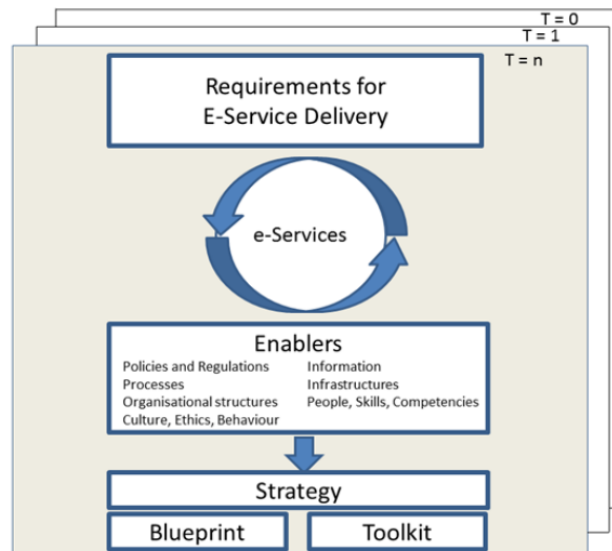 T = 0
T = 1
T = n
Requirements for
E-Service Delivery
e-Services
Enablers
Policies and Regulations
Processes
Organisational structures
Culture, Ethics, Behaviour
Information
Infrastructures
People, Skills, Competencies
Strategy
Blueprint
Toolkit